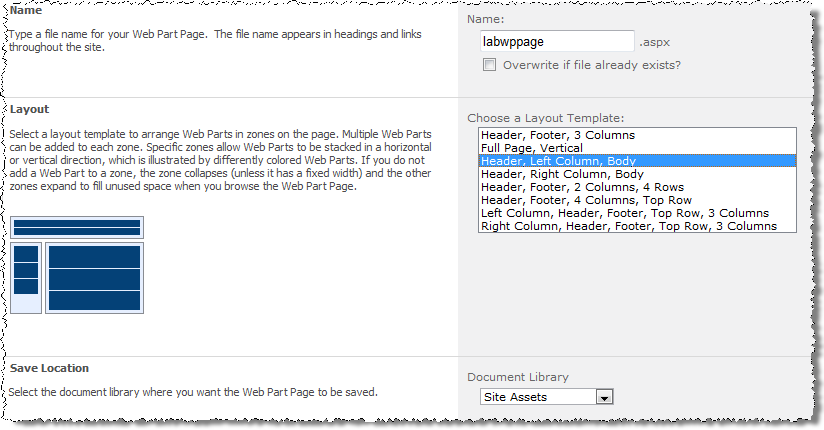 Name
Type a file name for your Web Part Page.  The file name appears in headings and links
throughout the site.
Name:
labwppage .aspx
Overwrite if file already exists?
Layout
Select a layout template to arrange Web Parts in zones on the page. Multiple Web Parts
can be added to each zone. Specific zones allow Web Parts to be stacked in a horizontal
or vertical direction, which is illustrated by differently colored Web Parts. If you do not
add a Web Part to a zone, the zone collapses (unless it has a fixed width) and the other
zones expand to fill unused space when you browse the Web Part Page.
Choose a Layout Template:
Header, Footer, 3 Columns
Full Page, Vertical
Header, Left Column, Body
Header, Right Column, Body
Header, Footer, 2 Columns, 4 Rows
Header, Footer, 4 Columns, Top Row
Left Column, Header, Footer, Top Row, 3 Columns
Right Column, Header, Footer, Top Row, 3 Columns
Save Location
Select the document library where you want the Web Part Page to be saved.
Document Library
Site Assets